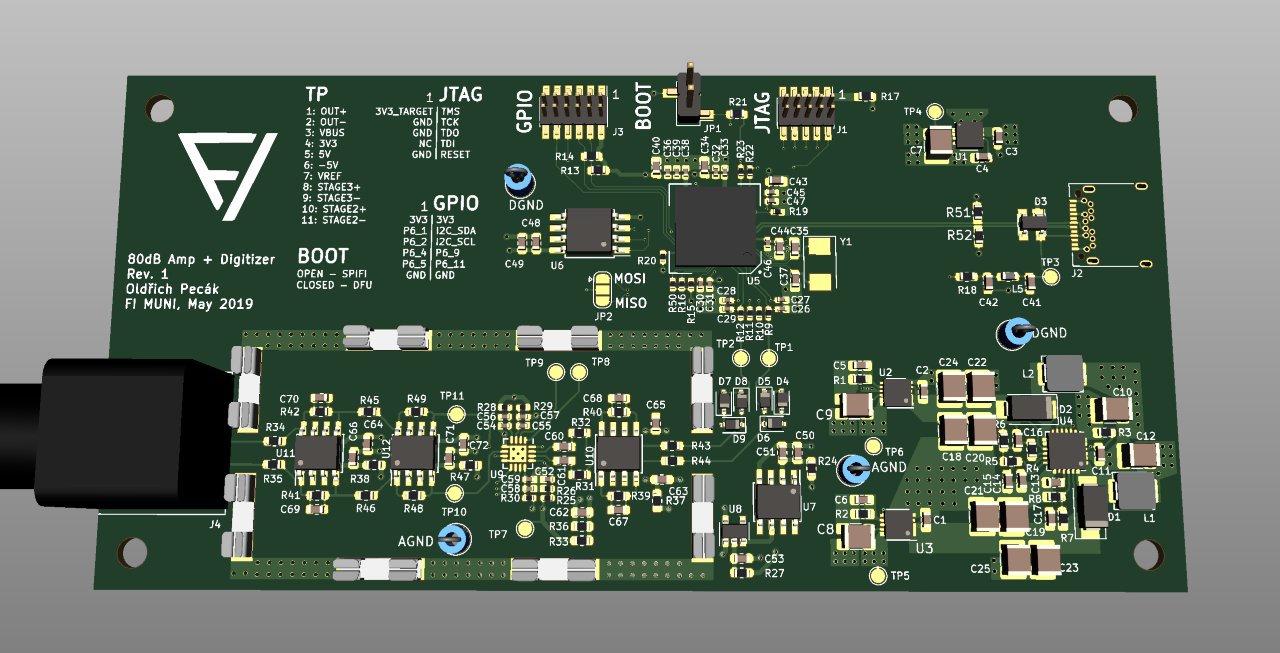 TP
1: OUT+
2: OUT-
3: VBUS
4: 3V3
5: 5V
6: -5V
7: VREF
8: STAGE3+
9: STAGE3-
10: STAGE2+
11: STAGE2-
1 JTAG
3V3_TARGET TMS
GND TCK
GND TDO
NC TDI
GND RESET
1 GPIO
3V3 3V3
P6_1 I2C_SDA
P6_2 I2C_SCL
P6_4 P6_9
P6_5 P6_11
GND GND
BOOT
OPEN - SPIFI
CLOSED - DFU
80dB Amp + Digitizer
Rev. 1
Oldřich Pecák
FI MUNI, May 2019
GPIO
1
J3
BOOT
JP1
R21
JTAG
1
J1
R17
TP4
C7
U1
C3
C4
R14
R13
C40
C36
C33
C38
C34
C32
C33
R23
R22
DGND
C43
C45
C47
R19
C48
C49
U6
R20
U5
C44
C35
C46
C37
Y1
R51
R52
D3
J2
TP3
R18
C42
L5
C41
MOSI
MISO
JP2
R50
R16
R15
C30
C31
C28
C29
C27
C26
R12
R11
R10
R9
TP2
TP1
DGND
TP9
TP8
D7
D8
D5
D4
D9
D6
C5
R1
U2
C2
C9
C24
C22
L2
D2
C10
C18
C20
R6
U4
R3
L12
C16
R5
R4
C11
TP6
AGND
C70
R42
R45
R49
TP11
R28
C56
C54
R29
C57
C55
C68
R40
C65
R34
U11
C66
C64
U12
C71
C72
R47
U9
C60
C61
R32
U10
R43
R44
R35
R38
C59
C58
R30
C52
R26
R25
R31
R39
C63
R37
R41
C69
R46
R48
TP10
C62
R36
R33
C67
TP7
AGND
J4
C51
C50
R24
U7
U8
C53
R27
C6
R2
C8
U3
C1
TP5
C15
C14
C13
C21
R8
C17
C19
R7
D1
L1
C25
C23